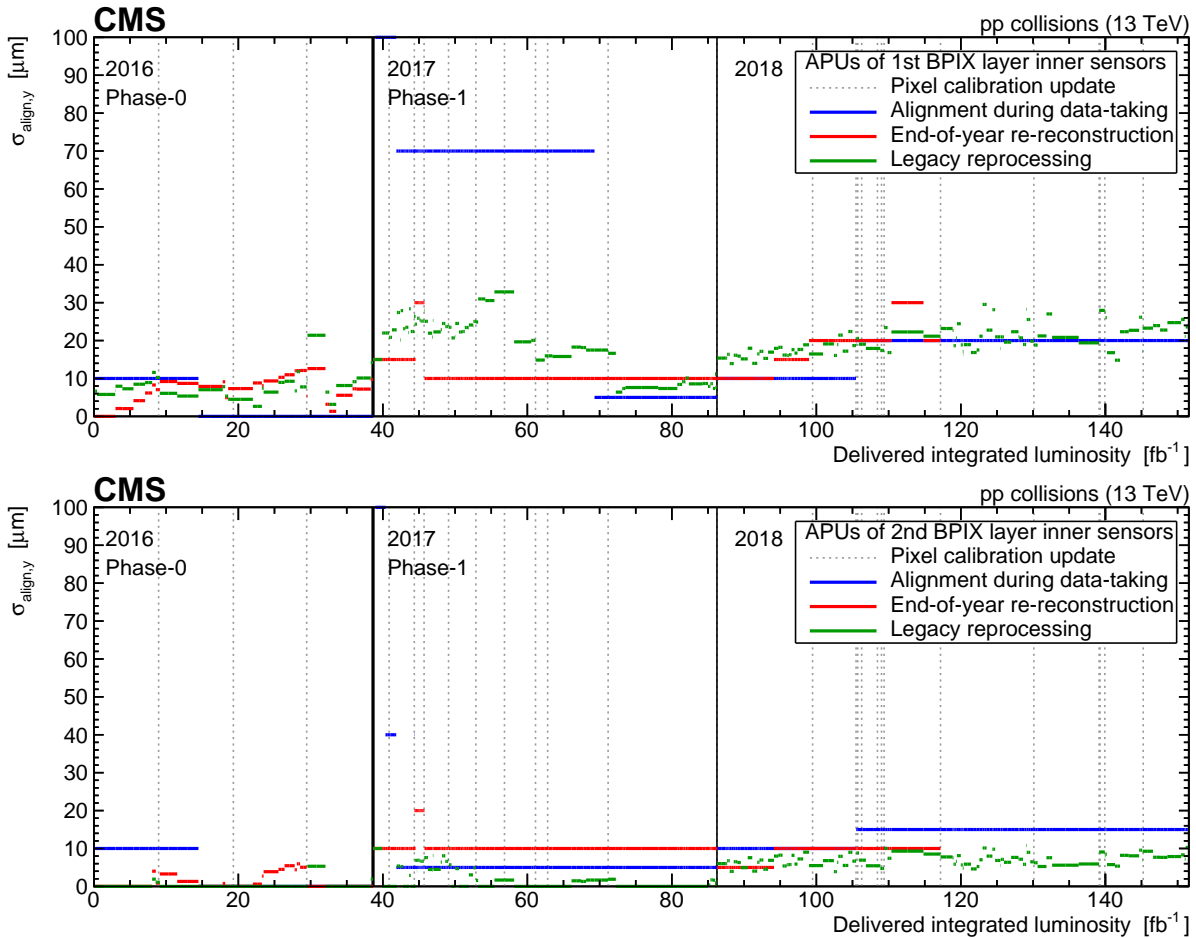 CMS
pp collisions (13 TeV)
σalign,y [μm]
100
90
80
70
60
50
40
30
20
10
0
2016
Phase-0
2017
Phase-1
2018
APUs of 1st BPIX layer inner sensors
Pixel calibration update
Alignment during data-taking
End-of-year re-reconstruction
Legacy reprocessing
0 20 40 60 80 100 120 140
Delivered integrated luminosity [fb⁻¹]
CMS
pp collisions (13 TeV)
σalign,y [μm]
100
90
80
70
60
50
40
30
20
10
0
2016
Phase-0
2017
Phase-1
2018
APUs of 2nd BPIX layer inner sensors
Pixel calibration update
Alignment during data-taking
End-of-year re-reconstruction
Legacy reprocessing
0 20 40 60 80 100 120 140
Delivered integrated luminosity [fb⁻¹]